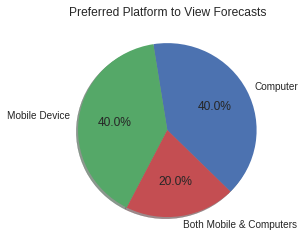 Preferred Platform to View Forecasts
Computer
40.0%
Mobile Device
40.0%
20.0%
Both Mobile & Computers